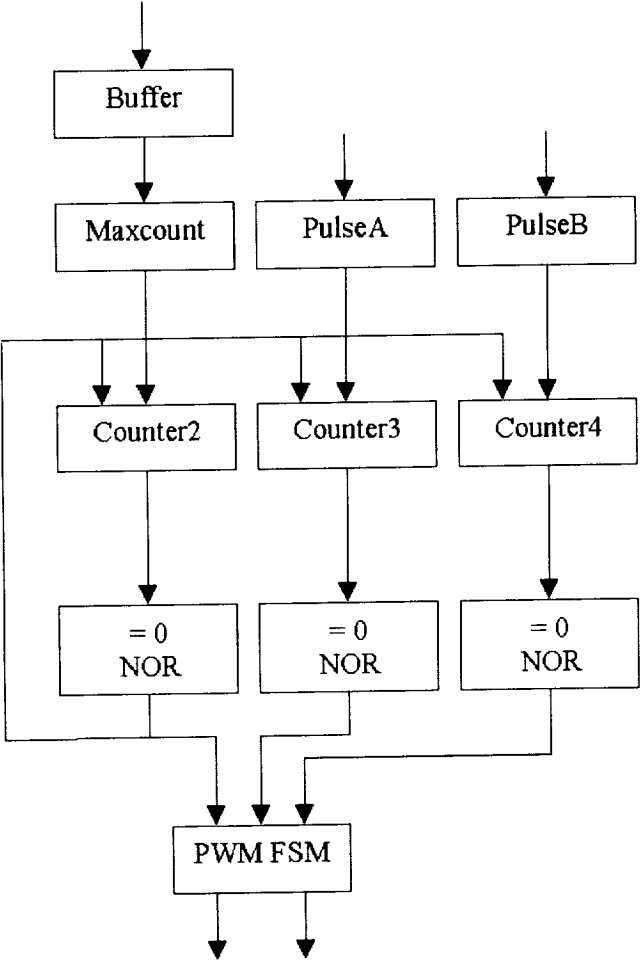 Buffer
Maxcount
PulseA
PulseB
Counter2
Counter3
Counter4
= 0
NOR
= 0
NOR
= 0
NOR
PWM FSM